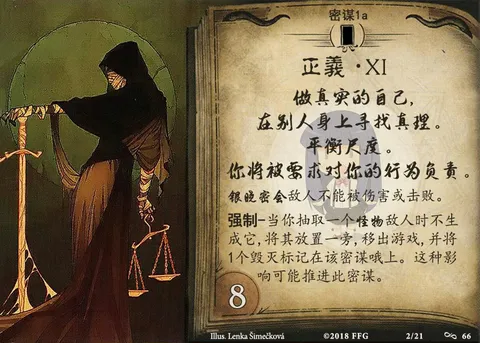 密谋1a
正義 · XI
做真实的自己，
在别人身上寻找真理。
平衡尺度。
你将被要求对你的行为负责。
银晓密会敌人不能被伤害或击败。
强制–当你抽取一个怪物敌人时不生
成它，将其放置一旁，移出游戏，并将
1个毁灭标记在该密谋哦上。这种影
响可能推进此密谋。
8
Illus. Lenka Šimečková
©2018 FFG
2/21
66